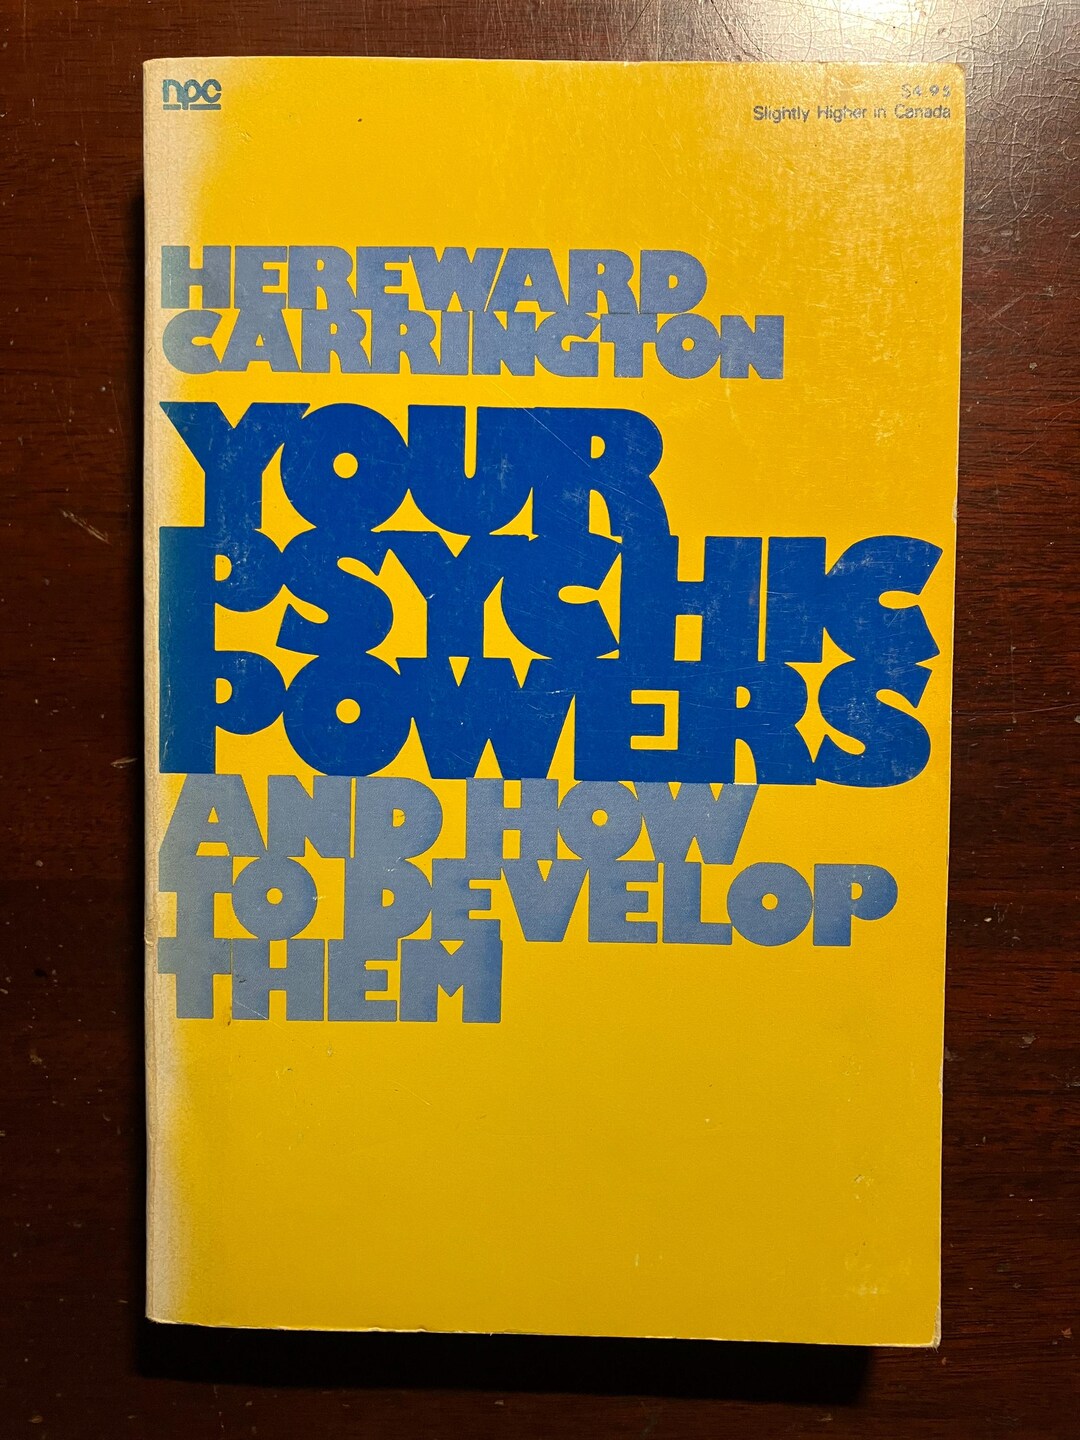 npc
$4.95
Slightly Higher in Canada
HEREWARD
CARRINGTON
YOUR
PSYCHIC
POWERS
AND HOW
TO DEVELOP
THEM